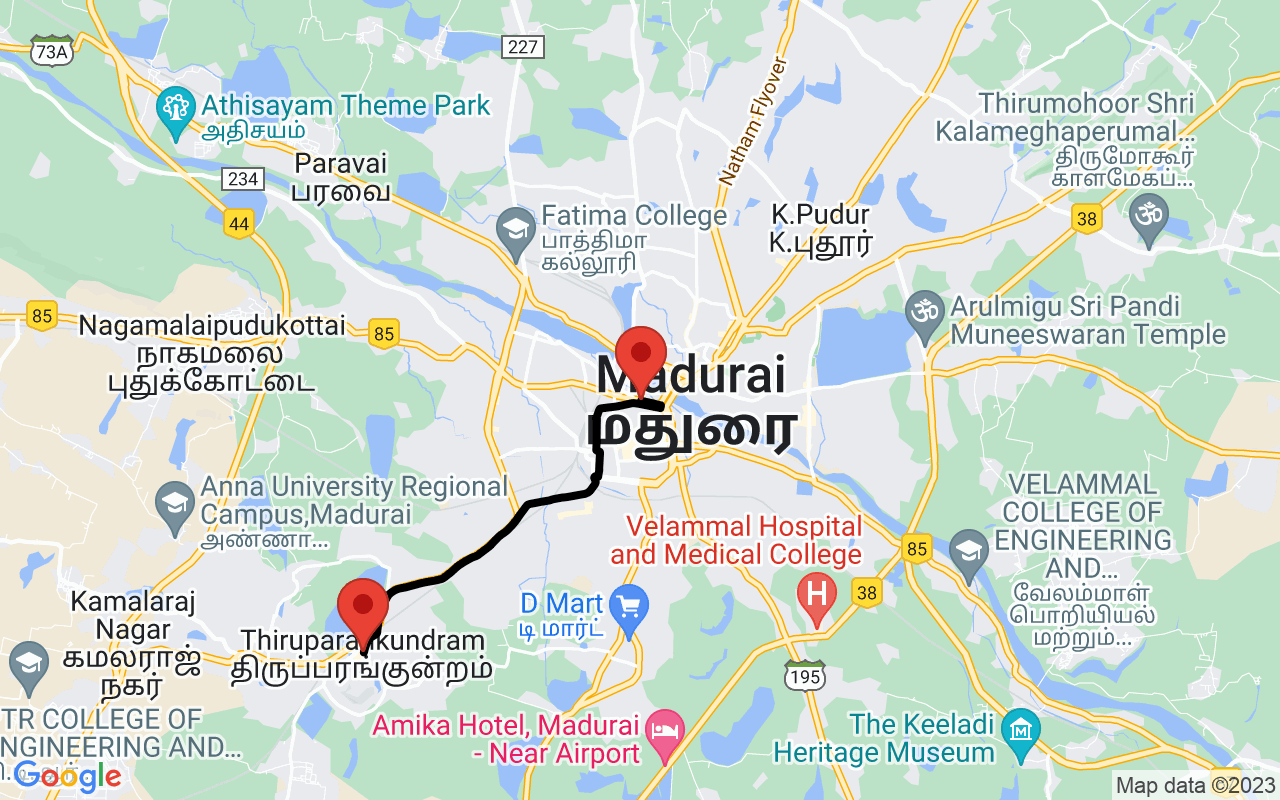 73A
227
Natham Flyover
Athisayam Theme Park
அதிசயம்
Thirumohoor Shri
Kalameghaperumal...
திருமோகூர்
காளமேகப்...
Paravai
பரவை
234
44
Fatima College
பாத்திமா
கல்லூரி
K.Pudur
K.புதூர்
38
85
Nagamalaipudukottai
நாகமலை
புதுக்கோட்டை
85
Arulmigu Sri Pandi
Muneeswaran Temple
Madurai
மதுரை
Anna University Regional
Campus,Madurai
அண்ணா...
VELAMMAL
COLLEGE OF
ENGINEERING
AND...
வேலம்மாள்
பொறியியல்
மற்றும்...
Velammal Hospital
and Medical College
85
38
H
D Mart
டி மார்ட்
Kamalaraj
Nagar
கமலராஜ்
நகர்
Thiruparankundram
திருப்பரங்குன்றம்
195
TR COLLEGE OF
NGINEERING AND...
Amika Hotel, Madurai
- Near Airport
The Keeladi
Heritage Museum
Google
Map data ©2023